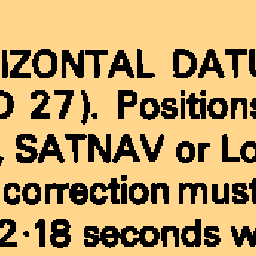 IZONTAL DATU
27). Positions
, SATNAV or Lo
correction must
2·18 seconds w